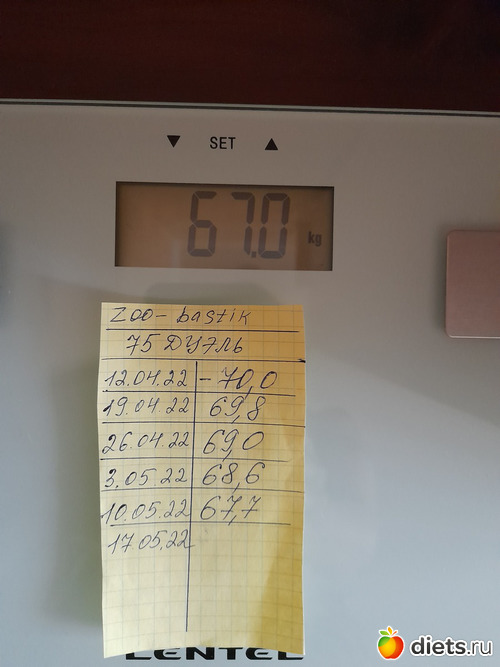 ▼ SET ▲
67.0 kg
zoo-bastik
75 ДУЭЛЬ
12.04.22 - 70,0
19.04.22 69,8
26.04.22 69,0
3.05.22 68,6
10.05.22 67,7
17.05.22
LENTEL
diets.ru